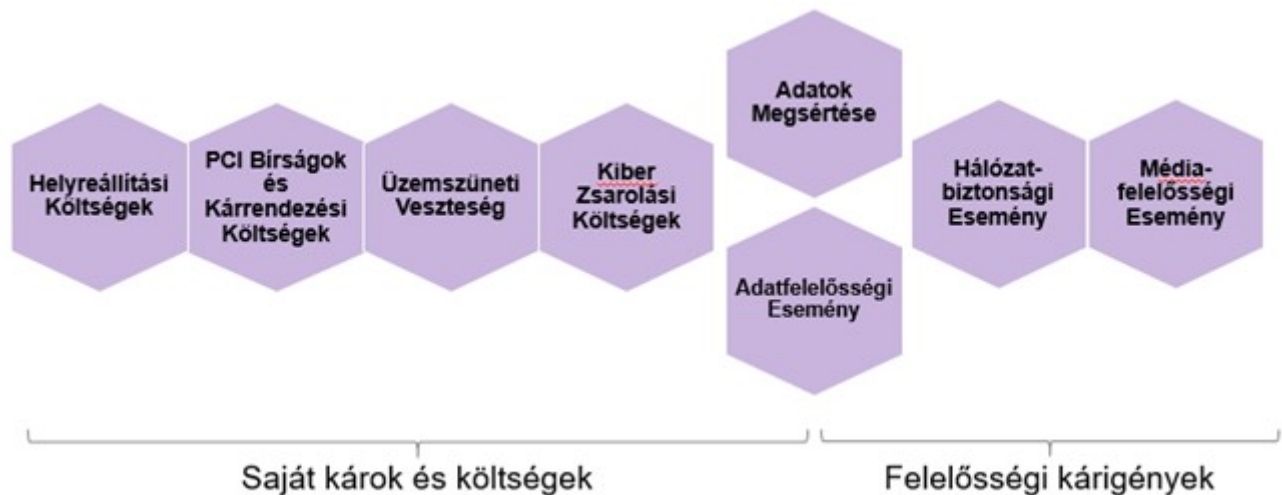 Helyreállítási
Költségek
PCI Bírságok
és
Kárrendezési
Költségek
Üzemszüneti
Veszteség
Kiber
Zsarolási
Költségek
Adatok
Megsértése
Adatfelelősségi
Esemény
Hálózat-
biztonsági
Esemény
Média-
felelősségi
Esemény
Saját károk és költségek
Felelősségi kárigények